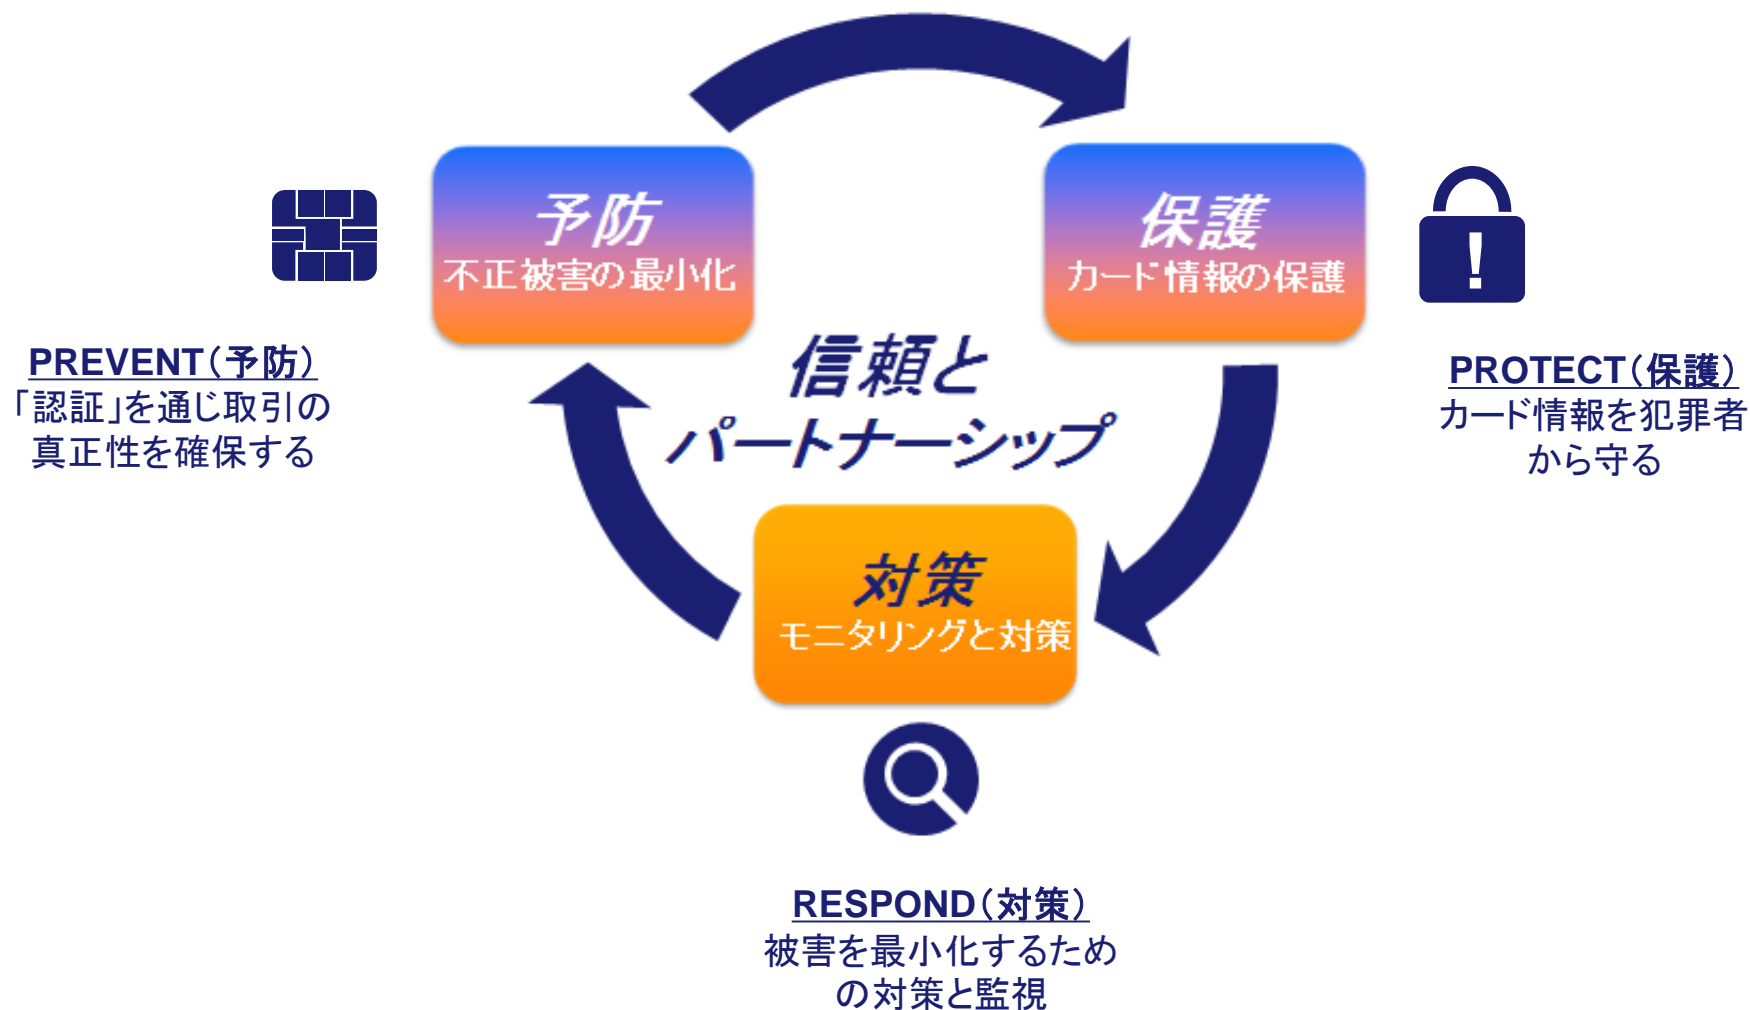 予防
不正被害の最小化
保護
カード情報の保護
!
PREVENT（予防）
「認証」を通じ取引の
真正性を確保する
信頼と
パートナーシップ
PROTECT（保護）
カード情報を犯罪者
から守る
対策
モニタリングと対策
RESPOND（対策）
被害を最小化するため
の対策と監視